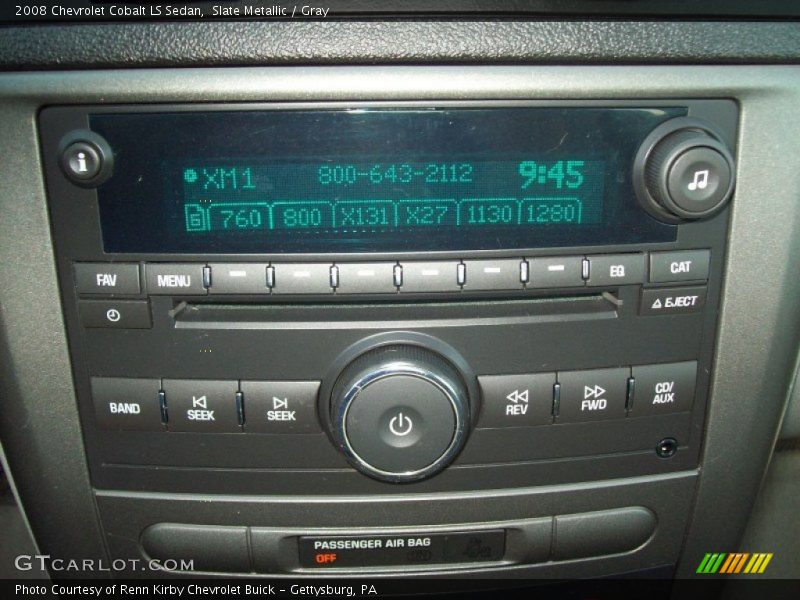 2008 Chevrolet Cobalt LS Sedan, Slate Metallic / Gray
i
XM1 800-643-2112 9:45
6 760 800 X131 X27 1130 1280
FAV MENU EQ CAT
EJECT
BAND SEEK SEEK REV FWD CD/
AUX
PASSENGER AIR BAG
OFF
GTCARLOT.COM
Photo Courtesy of Renn Kirby Chevrolet Buick - Gettysburg, PA